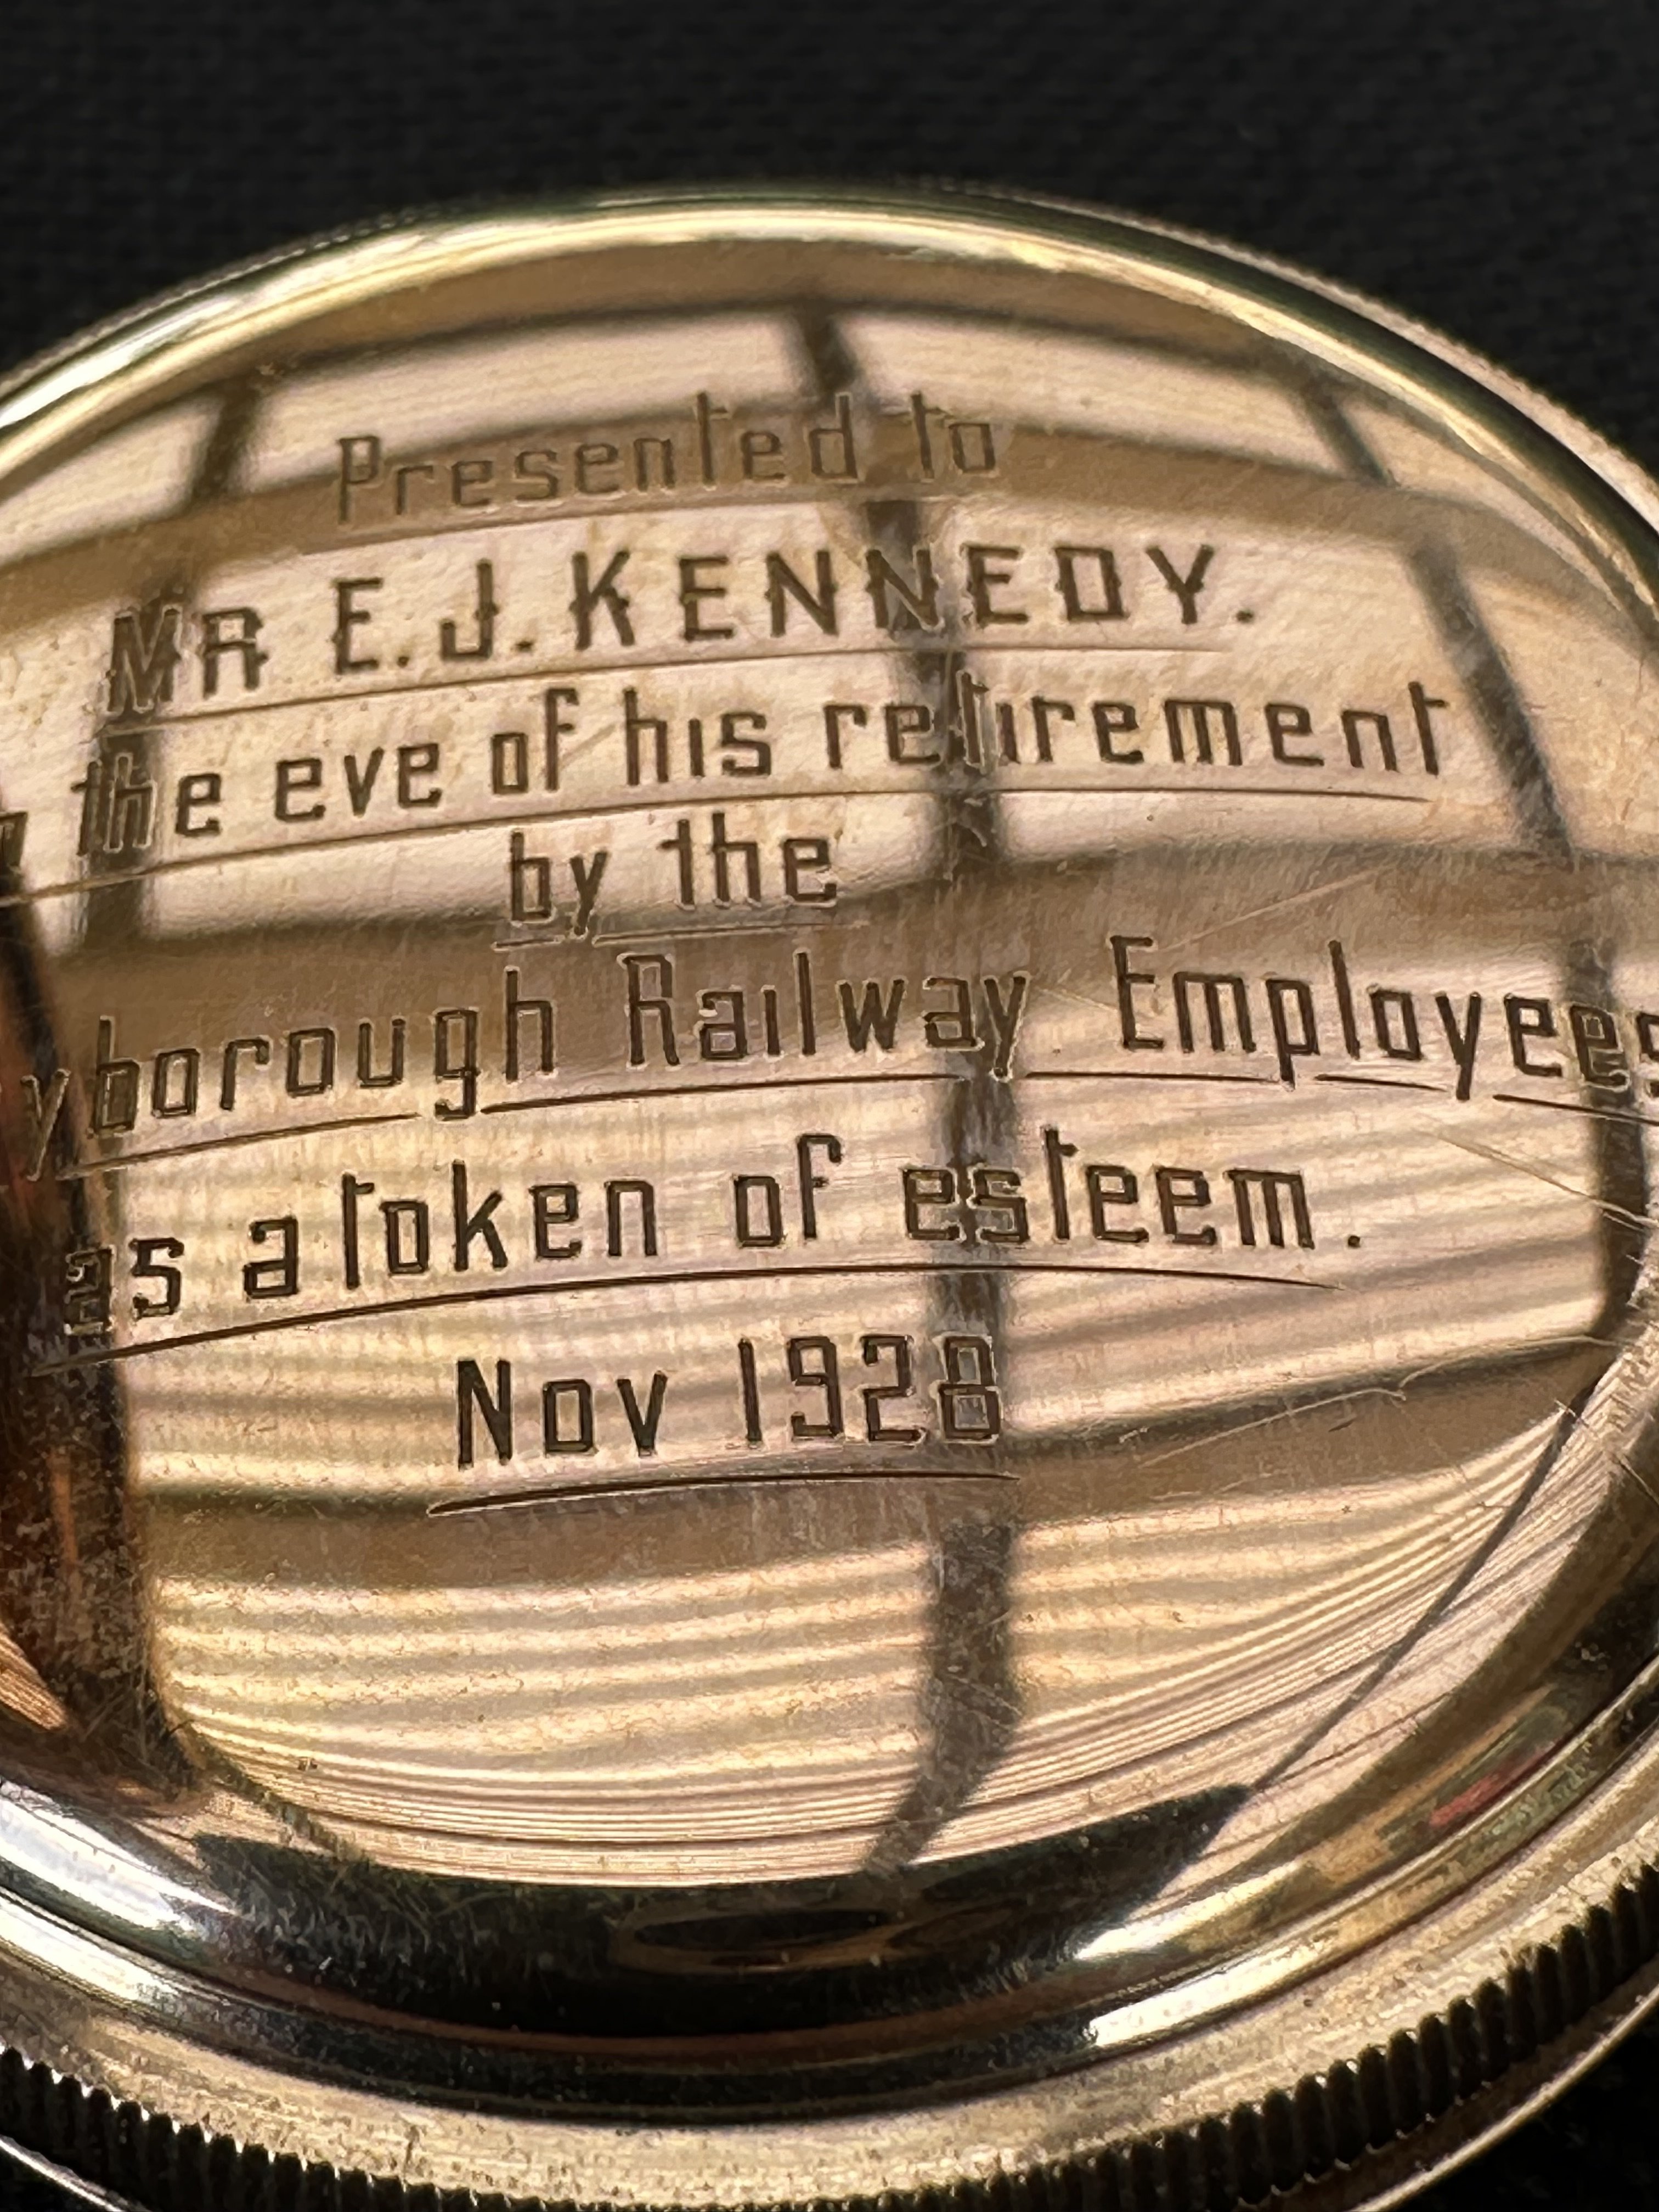 Presented to
MR E.J. KENNEDY.
the eve of his retirement
by the
yborough Railway Employees
as a token of esteem.
Nov 1928